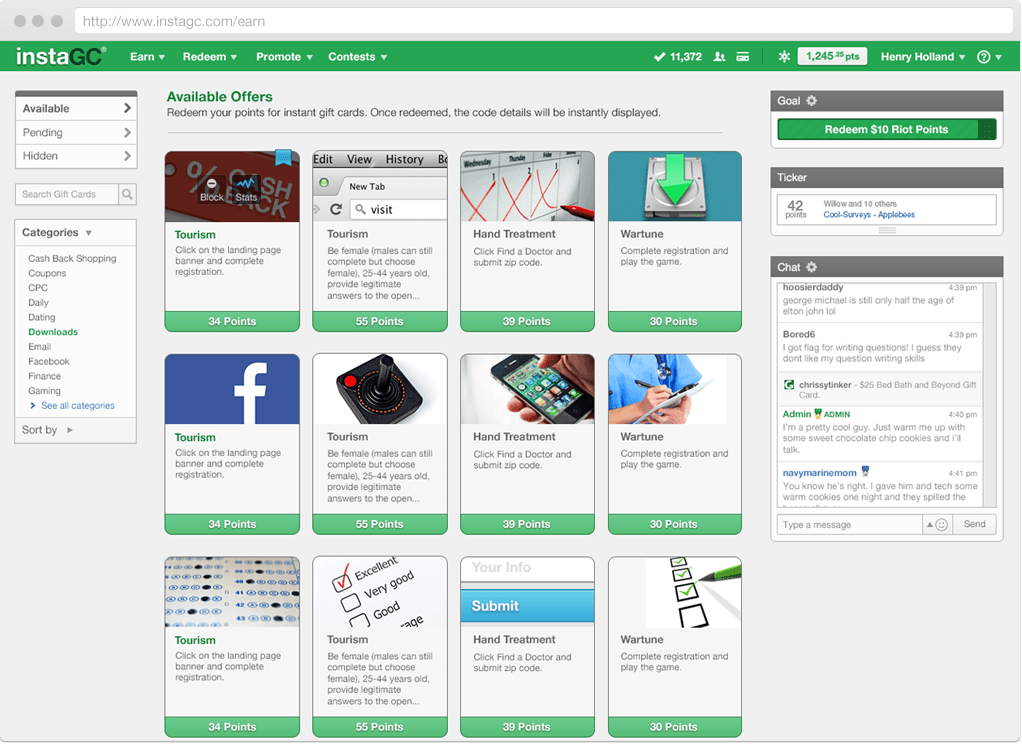 http://www.instagc.com/earn
instaGC®
Earn ▾ Redeem ▾ Promote ▾ Contests ▾
11,372
1,245.25 pts
Henry Holland ▾
Available
Pending
Hidden
Search Gift Cards
Categories ▾
Cash Back Shopping
Coupons
CPC
Daily
Dating
Downloads
Email
Facebook
Finance
Gaming
See all categories
Sort by
Available Offers
Redeem your points for instant gift cards. Once redeemed, the code details will be instantly displayed.
% CASH
BACK
Block
Stats
Tourism
Click on the landing page
banner and complete
registration.
34 Points
Edit View History Bo
New Tab
visit
Tourism
Be female (males can still
complete but choose
female), 25-44 years old,
provide legitimate
answers to the open...
55 Points
Wednesday Thursday Friday
Hand Treatment
Click Find a Doctor and
submit zip code.
39 Points
Wartune
Complete registration and
play the game.
30 Points
f
Tourism
Click on the landing page
banner and complete
registration.
34 Points
Tourism
Be female (males can still
complete but choose
female), 25-44 years old,
provide legitimate
answers to the open...
55 Points
Hand Treatment
Click Find a Doctor and
submit zip code.
39 Points
Wartune
Complete registration and
play the game.
30 Points
Tourism
Click on the landing page
banner and complete
registration.
34 Points
Excellent
Very good
Good
Tourism
Be female (males can still
complete but choose
female), 25-44 years old,
provide legitimate
answers to the open...
55 Points
Your Info
Submit
Hand Treatment
Click Find a Doctor and
submit zip code.
39 Points
Wartune
Complete registration and
play the game.
30 Points
Goal
Redeem $10 Riot Points
Ticker
42
points
Willow and 10 others
Cool-Surveys - Applebees
Chat
hoosierdaddy 4:39 pm
george michael is still only half the age of
elton john lol
Bored6 4:39 pm
I got flag for writing questions! I guess they
dont like my question writing skills
chrissytinker - $25 Bed Bath and Beyond Gift
Card.
Admin ADMIN 4:40 pm
I'm a pretty cool guy. Just warm me up with
some sweet chocolate chip cookies and i'll
talk.
navymarinemom 4:41 pm
You know he's right. I gave him and tech some
warm cookies one night and they spilled the
Type a message
Send